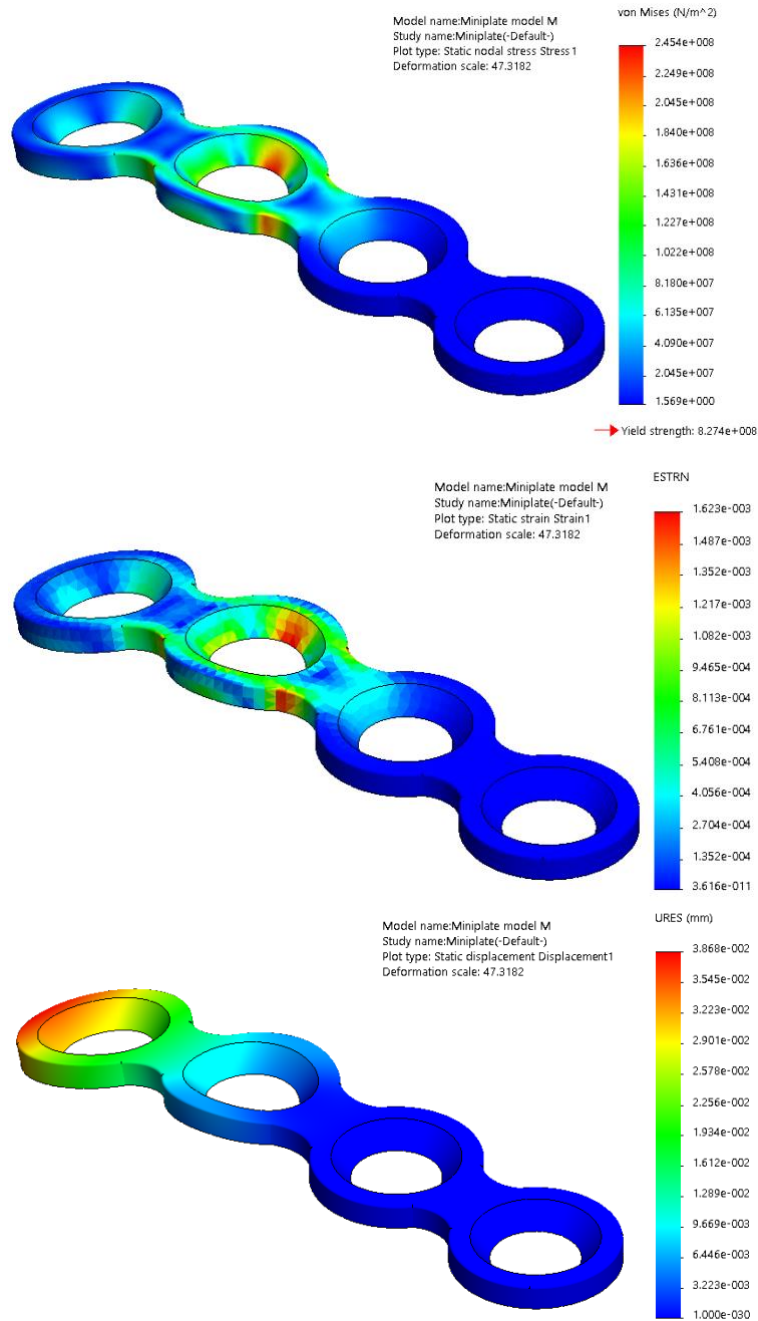 Model name:Miniplate model M
Study name:Miniplate(-Default-)
Plot type: Static nodal stress Stress1
Deformation scale: 47.3182
von Mises (N/m^2)
2.454e+008
2.249e+008
2.045e+008
1.840e+008
1.636e+008
1.431e+008
1.227e+008
1.022e+008
8.180e+007
6.135e+007
4.090e+007
2.045e+007
1.569e+000
Yield strength: 8.274e+008
Model name:Miniplate model M
Study name:Miniplate(-Default-)
Plot type: Static strain Strain1
Deformation scale: 47.3182
ESTRN
1.623e-003
1.487e-003
1.352e-003
1.217e-003
1.082e-003
9.465e-004
8.113e-004
6.761e-004
5.408e-004
4.056e-004
2.704e-004
1.352e-004
3.616e-011
Model name:Miniplate model M
Study name:Miniplate(-Default-)
Plot type: Static displacement Displacement1
Deformation scale: 47.3182
URES (mm)
3.868e-002
3.545e-002
3.223e-002
2.901e-002
2.578e-002
2.256e-002
1.934e-002
1.612e-002
1.289e-002
9.669e-003
6.446e-003
3.223e-003
1.000e-030